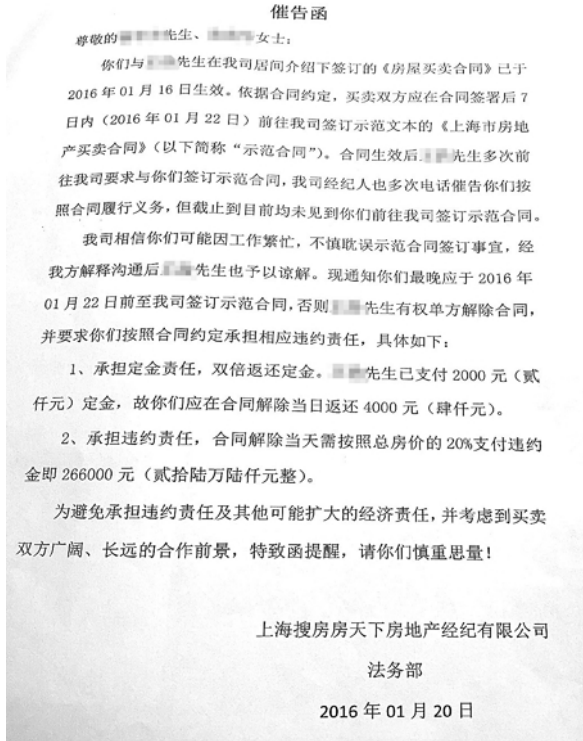 催告函
尊敬的先生、女士:
你们与先生在我司居间介绍下签订的《房屋买卖合同》已于
2016年01月16日生效。依据合同约定，买卖双方应在合同签署后7
日内（2016年01月22日）前往我司签订示范文本的《上海市房地
产买卖合同》（以下简称“示范合同”）。合同生效后先生多次前
往我司要求与你们签订示范合同，我司经纪人也多次电话催告你们按
照合同履行义务，但截止到目前均未见到你们前往我司签订示范合同。
我司相信你们可能因工作繁忙，不慎耽误示范合同签订事宜，经
我方解释沟通后先生也予以谅解。现通知你们最晚应于2016年
01月22日前至我司签订示范合同，否则先生有权单方解除合同，
并要求你们按照合同约定承担相应违约责任，具体如下:
1、承担定金责任，双倍返还定金。先生已支付2000元（贰
仟元）定金，故你们应在合同解除当日返还4000元（肆仟元）。
2、承担违约责任，合同解除当天需按照总房价的20%支付违约
金即266000元（贰拾陆万陆仟元整）。
为避免承担违约责任及其他可能扩大的经济责任，并考虑到买卖
双方广阔、长远的合作前景，特致函提醒，请你们慎重思量！
上海搜房房天下房地产经纪有限公司
法务部
2016年01月20日